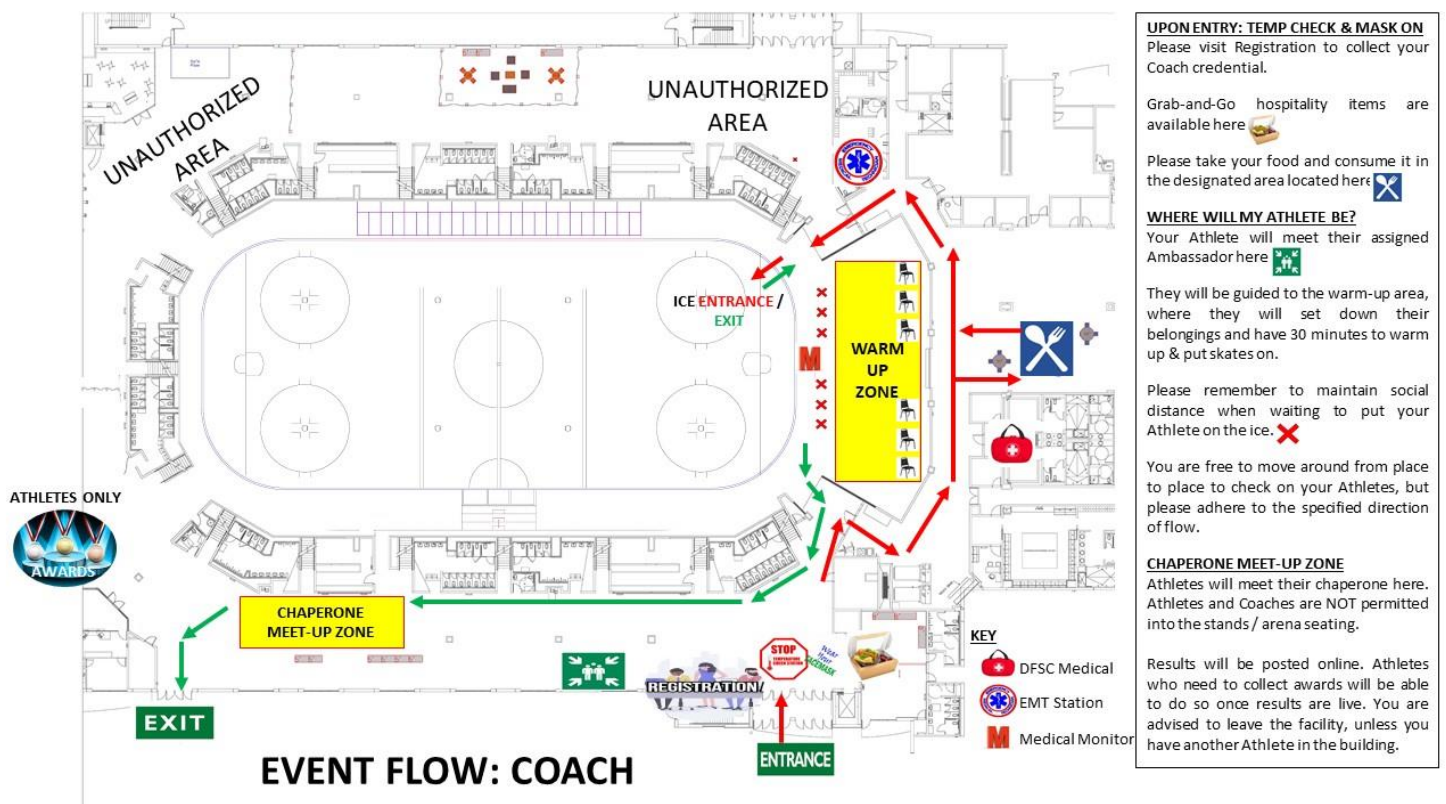 UNAUTHORIZED
AREA
UNAUTHORIZED
AREA
ICE ENTRANCE /
EXIT
M
WARM
UP
ZONE
ATHLETES ONLY
AWARDS
CHAPERONE
MEET-UP ZONE
STOP
TEMPERATURE
CHECK STATION
WEAR
YOUR
FACEMASK
REGISTRATION
EXIT
ENTRANCE
EVENT FLOW: COACH
KEY
DFSC Medical
EMT Station
M Medical Monitor
UPON ENTRY: TEMP CHECK & MASK ON
Please visit Registration to collect your
Coach credential.
Grab-and-Go hospitality items are
available here
Please take your food and consume it in
the designated area located here
WHERE WILL MY ATHLETE BE?
Your Athlete will meet their assigned
Ambassador here
They will be guided to the warm-up area,
where they will set down their
belongings and have 30 minutes to warm
up & put skates on.
Please remember to maintain social
distance when waiting to put your
Athlete on the ice.
You are free to move around from place
to place to check on your Athletes, but
please adhere to the specified direction
of flow.
CHAPERONE MEET-UP ZONE
Athletes will meet their chaperone here.
Athletes and Coaches are NOT permitted
into the stands / arena seating.
Results will be posted online. Athletes
who need to collect awards will be able
to do so once results are live. You are
advised to leave the facility, unless you
have another Athlete in the building.